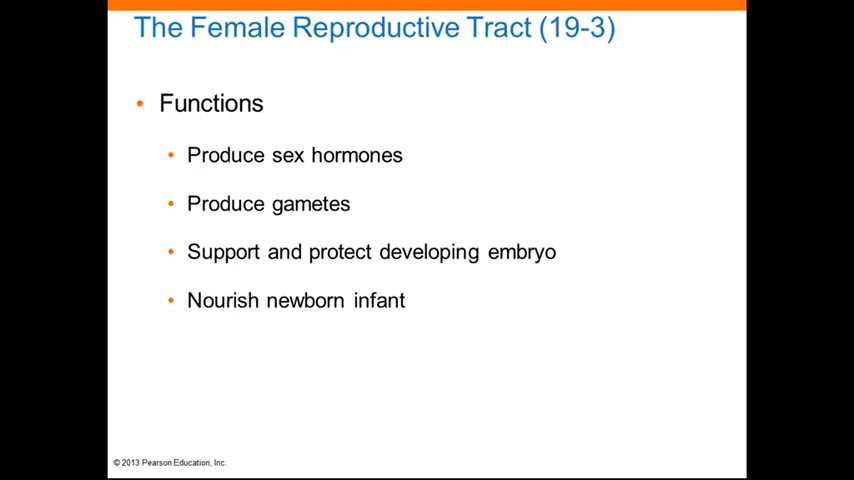 The Female Reproductive Tract (19-3)
• Functions
• Produce sex hormones
• Produce gametes
• Support and protect developing embryo
• Nourish newborn infant
© 2013 Pearson Education, Inc.